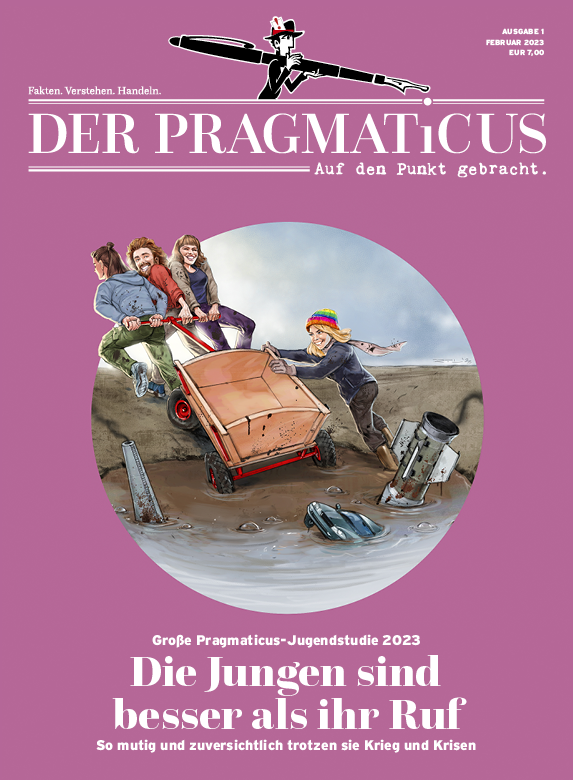 AUSGABE 1
FEBRUAR 2023
EUR 7,00
Fakten. Verstehen. Handeln.
DER PRAGMATiCUS
Auf den Punkt gebracht.
Große Pragmaticus-Jugendstudie 2023
Die Jungen sind
besser als ihr Ruf
So mutig und zuversichtlich trotzen sie Krieg und Krisen